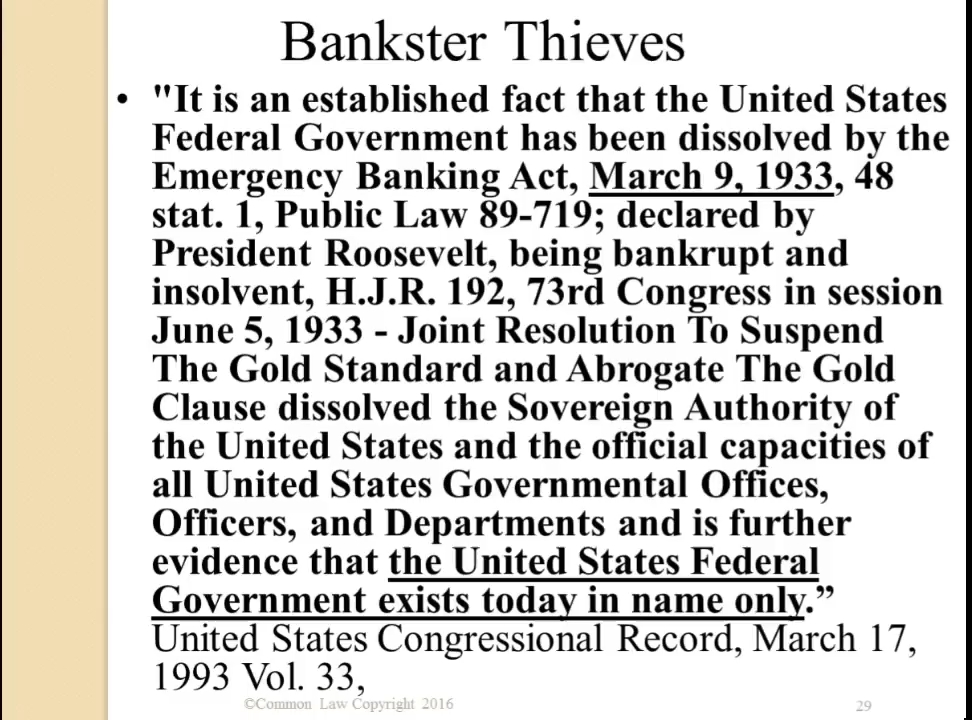 Bankster Thieves
• "It is an established fact that the United States
Federal Government has been dissolved by the
Emergency Banking Act, March 9, 1933, 48
stat. 1, Public Law 89-719; declared by
President Roosevelt, being bankrupt and
insolvent, H.J.R. 192, 73rd Congress in session
June 5, 1933 - Joint Resolution To Suspend
The Gold Standard and Abrogate The Gold
Clause dissolved the Sovereign Authority of
the United States and the official capacities of
all United States Governmental Offices,
Officers, and Departments and is further
evidence that the United States Federal
Government exists today in name only.”
United States Congressional Record, March 17,
1993 Vol. 33,
©Common Law Copyright 2016
29